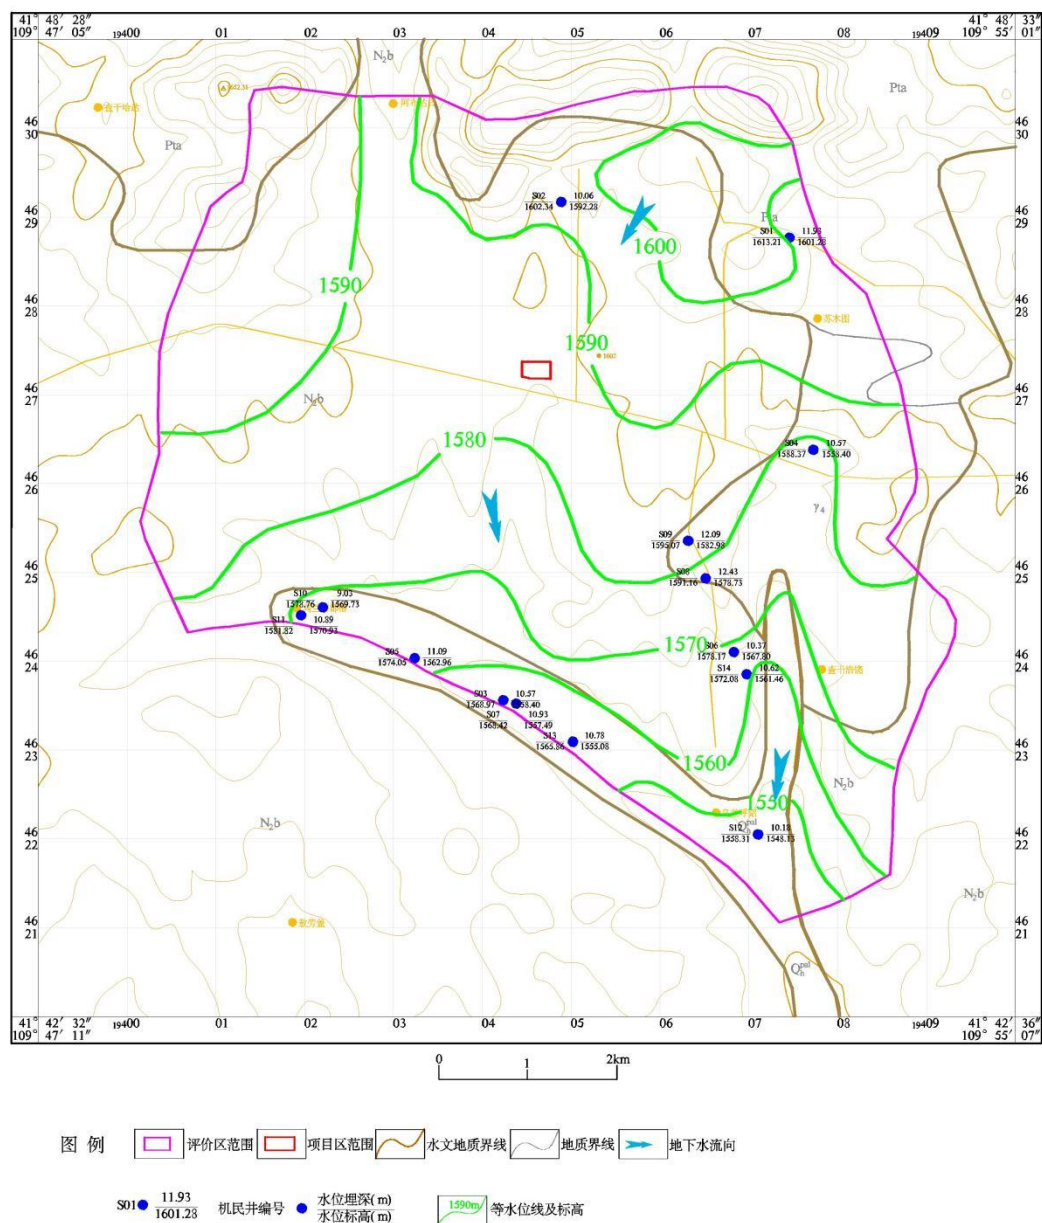 41° 48′ 28″
109° 47′ 05″
19400 01 02 03 04 05 06 07 08 19409
41° 48′ 33″
109° 55′ 01″
N₂b
Pta
Pta
46
30
46
30
S02 10.06
1602.34 1592.28
46
29
46
29
S01 11.93
1613.21 1601.28
1600
1590
46
28
46
28
苏木图
1590
46
27
46
27
N₂b
1580
S04 10.57
1588.37
46
26
46
26
γ₄
S09 12.09
1595.07 1582.98
46
25
46
25
S08 12.43
1591.16 1578.73
S10 9.03
1578.76 1569.73
S11 10.89
1581.82 1570.93
1570
S06 10.37
1578.17 1567.80
46
24
46
24
S05 11.09
1574.05 1562.96
S14 10.62
1572.08 1561.46
S03 10.57
1568.97
S07 10.93
1568.42 1557.49
S13 10.78
1565.86 1555.08
46
23
46
23
1560
1550
N₂b
N₂b
46
22
46
22
S12 10.18
1558.31 1548.13
N₂b
46
21
46
21
41° 42′ 32″
109° 47′ 11″
19400 01 02 03 04 05 06 07 08 19409
41° 42′ 36″
109° 55′ 07″
0 1 2km
图 例 评价区范围 项目区范围 水文地质界线 地质界线 地下水流向
S01 11.93
1601.28
机民井编号 水位埋深(m)
水位标高(m)
1590m 等水位线及标高